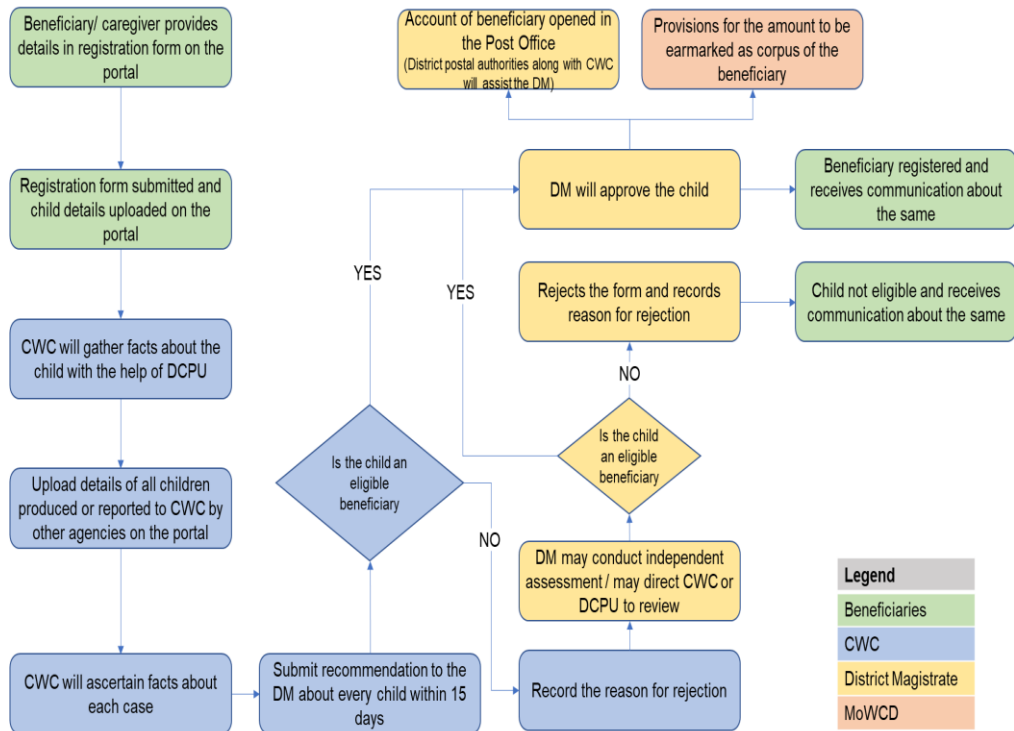 Beneficiary/ caregiver provides
details in registration form on the
portal
Registration form submitted and
child details uploaded on the
portal
CWC will gather facts about the
child with the help of DCPU
Upload details of all children
produced or reported to CWC by
other agencies on the portal
CWC will ascertain facts about
each case
Submit recommendation to the
DM about every child within 15
days
Is the child an
eligible
beneficiary
YES
NO
Record the reason for rejection
DM may conduct independent
assessment / may direct CWC or
DCPU to review
Is the child
an eligible
beneficiary
YES
NO
Rejects the form and records
reason for rejection
Child not eligible and receives
communication about the
same
DM will approve the child
Beneficiary registered and
receives communication about
the same
Account of beneficiary opened in
the Post Office
(District postal authorities along with CWC
will assist the DM)
Provisions for the amount to be
earmarked as corpus of the
beneficiary
Legend
Beneficiaries
CWC
District Magistrate
MoWCD